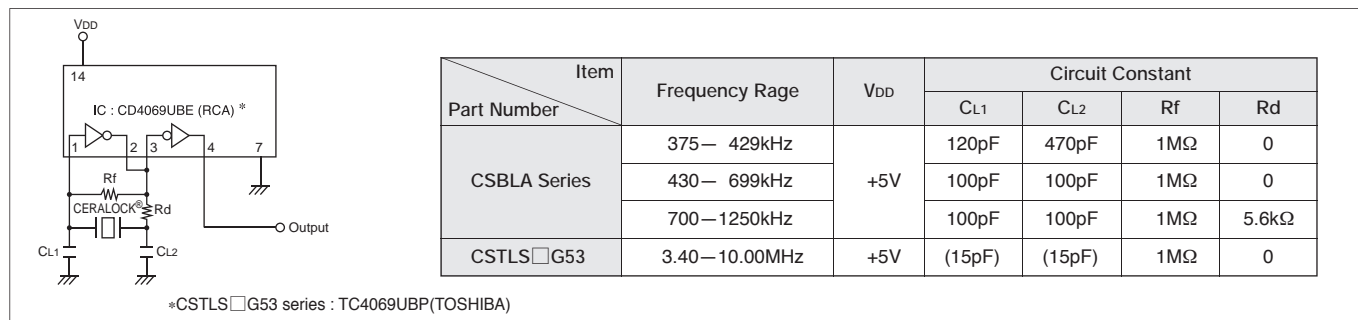 VDD
14
IC : CD4069UBE (RCA) *
1 2 3 4 7
Rf
CERALOCK® Rd
Output
CL1 CL2
*CSTLS□G53 series : TC4069UBP(TOSHIBA)
Item
Part Number
Frequency Rage
VDD
Circuit Constant
CL1 CL2 Rf Rd
CSBLA Series
375— 429kHz 120pF 470pF 1MΩ 0
430— 699kHz +5V 100pF 100pF 1MΩ 0
700—1250kHz 100pF 100pF 1MΩ 5.6kΩ
CSTLS□G53 3.40—10.00MHz +5V (15pF) (15pF) 1MΩ 0